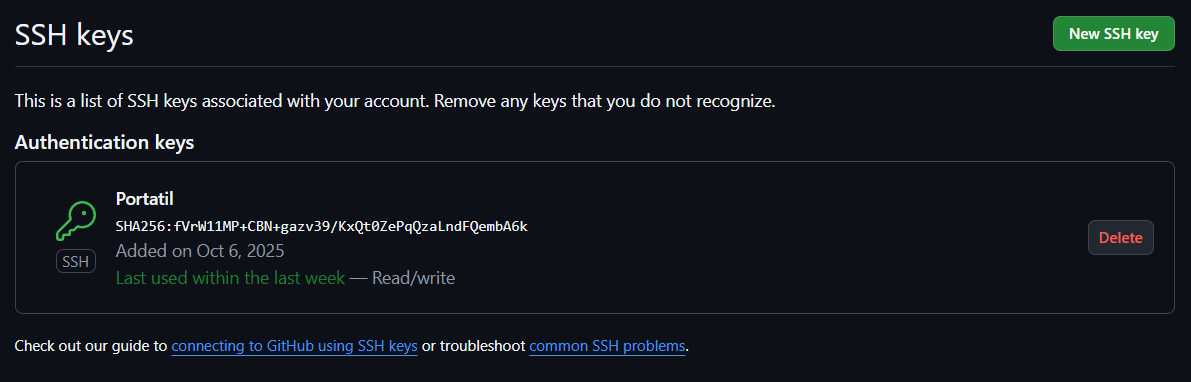 SSH keys
New SSH key
This is a list of SSH keys associated with your account. Remove any keys that you do not recognize.
Authentication keys
Portatil
SHA256:fVrW11MP+CBN+gazv39/KxQt0ZePqQzaLndFQembA6k
Added on Oct 6, 2025
SSH
Last used within the last week — Read/write
Delete
Check out our guide to connecting to GitHub using SSH keys or troubleshoot common SSH problems.